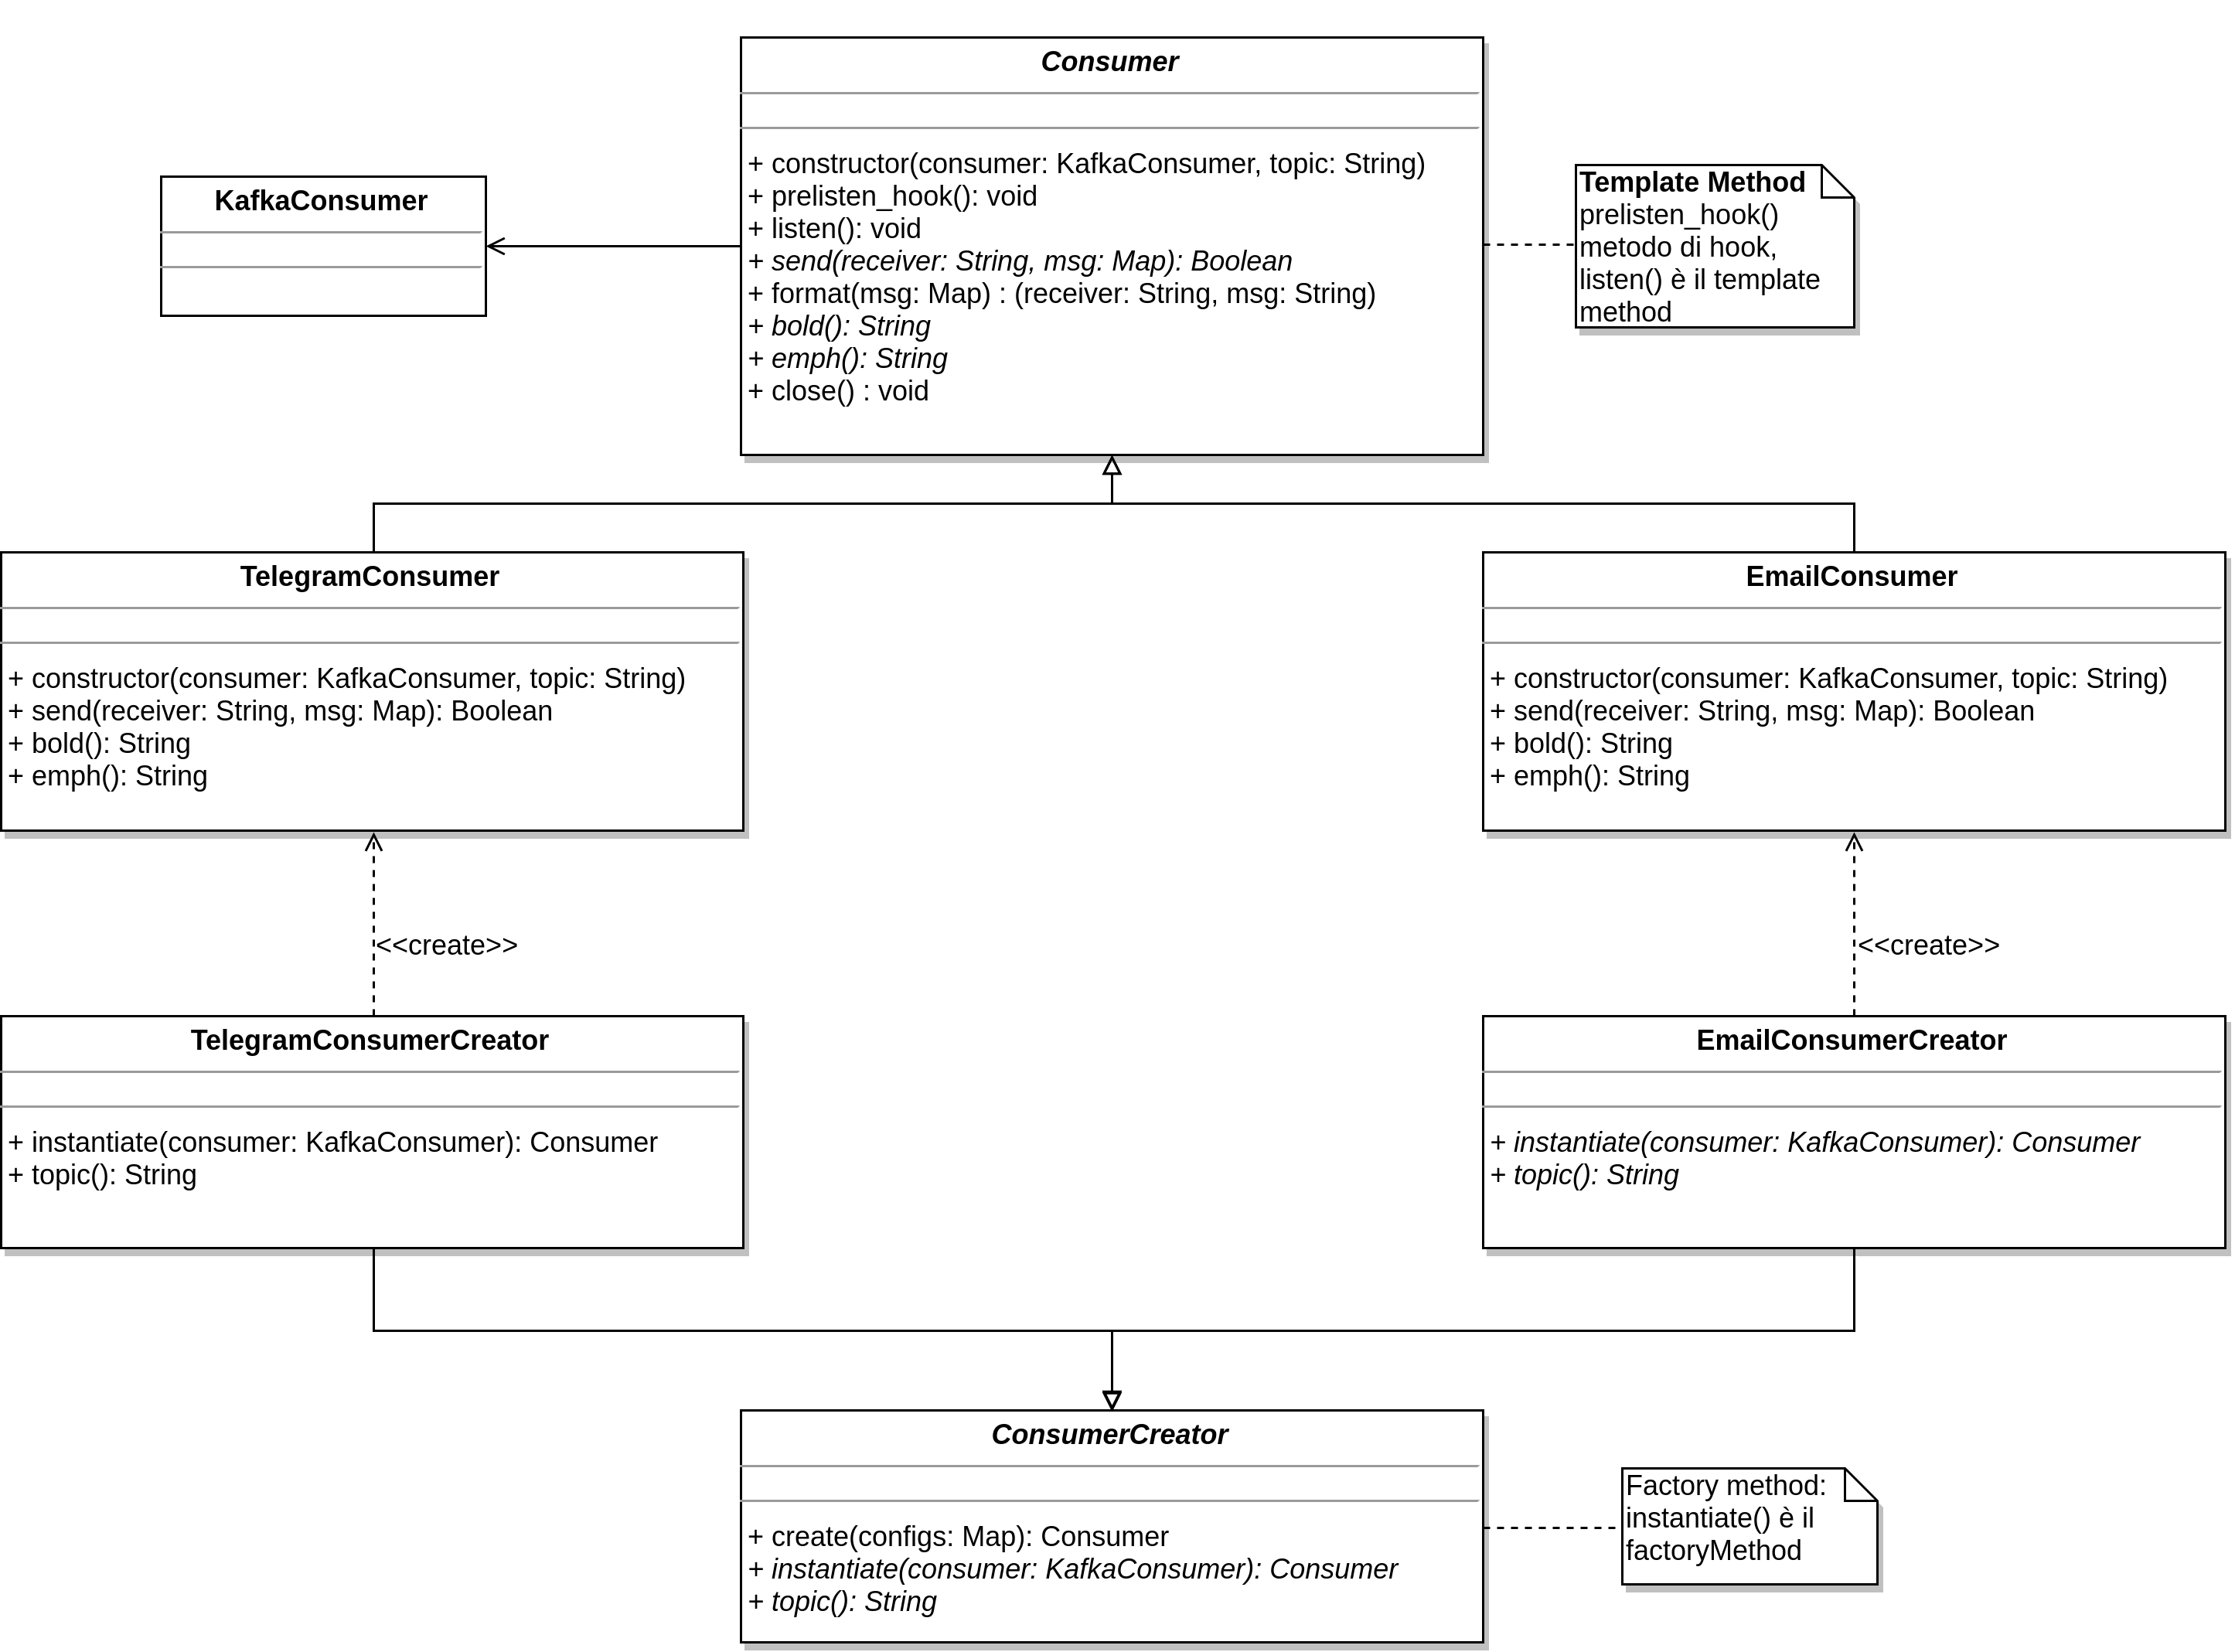 Consumer
+ constructor(consumer: KafkaConsumer, topic: String)
+ prelisten_hook(): void
+ listen(): void
+ send(receiver: String, msg: Map): Boolean
+ format(msg: Map) : (receiver: String, msg: String)
+ bold(): String
+ emph(): String
+ close() : void
KafkaConsumer
Template Method
prelisten_hook()
metodo di hook,
listen() è il template
method
TelegramConsumer
+ constructor(consumer: KafkaConsumer, topic: String)
+ send(receiver: String, msg: Map): Boolean
+ bold(): String
+ emph(): String
EmailConsumer
+ constructor(consumer: KafkaConsumer, topic: String)
+ send(receiver: String, msg: Map): Boolean
+ bold(): String
+ emph(): String
<<create>>
<<create>>
TelegramConsumerCreator
+ instantiate(consumer: KafkaConsumer): Consumer
+ topic(): String
EmailConsumerCreator
+ instantiate(consumer: KafkaConsumer): Consumer
+ topic(): String
ConsumerCreator
+ create(configs: Map): Consumer
+ instantiate(consumer: KafkaConsumer): Consumer
+ topic(): String
Factory method:
instantiate() è il
factoryMethod